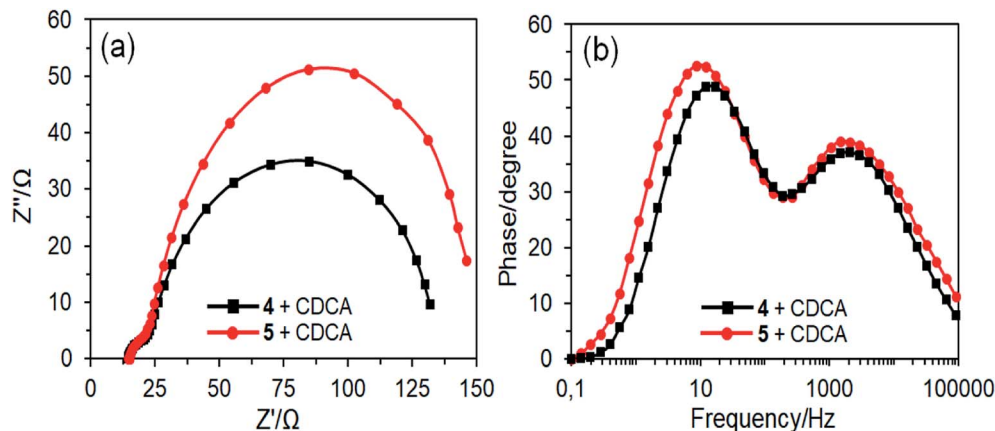 (a)
60
50
40
30
20
10
0
Z''/Ω
4 + CDCA
5 + CDCA
0 25 50 75 100 125 150
Z'/Ω
(b)
60
50
40
30
20
10
0
Phase/degree
4 + CDCA
5 + CDCA
0,1 10 1000 100000
Frequency/Hz